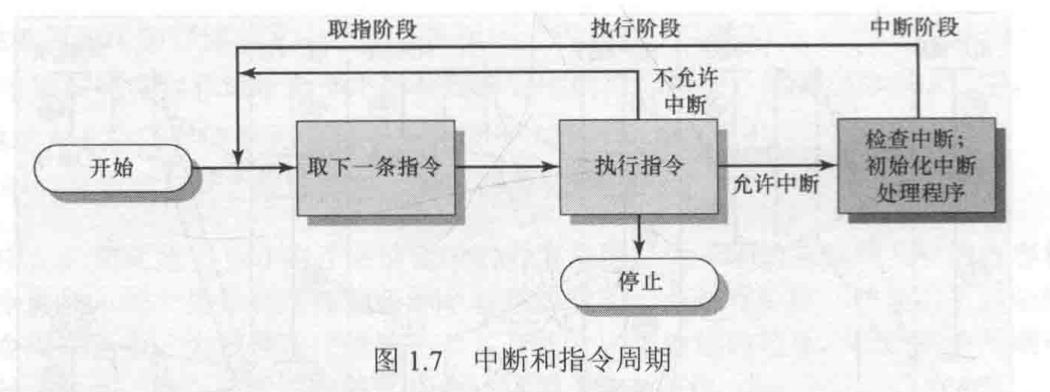 取指阶段 执行阶段 中断阶段
不允许
中断
开始
取下一条指令
执行指令
允许中断
检查中断；
初始化中断
处理程序
停止
图 1.7 中断和指令周期